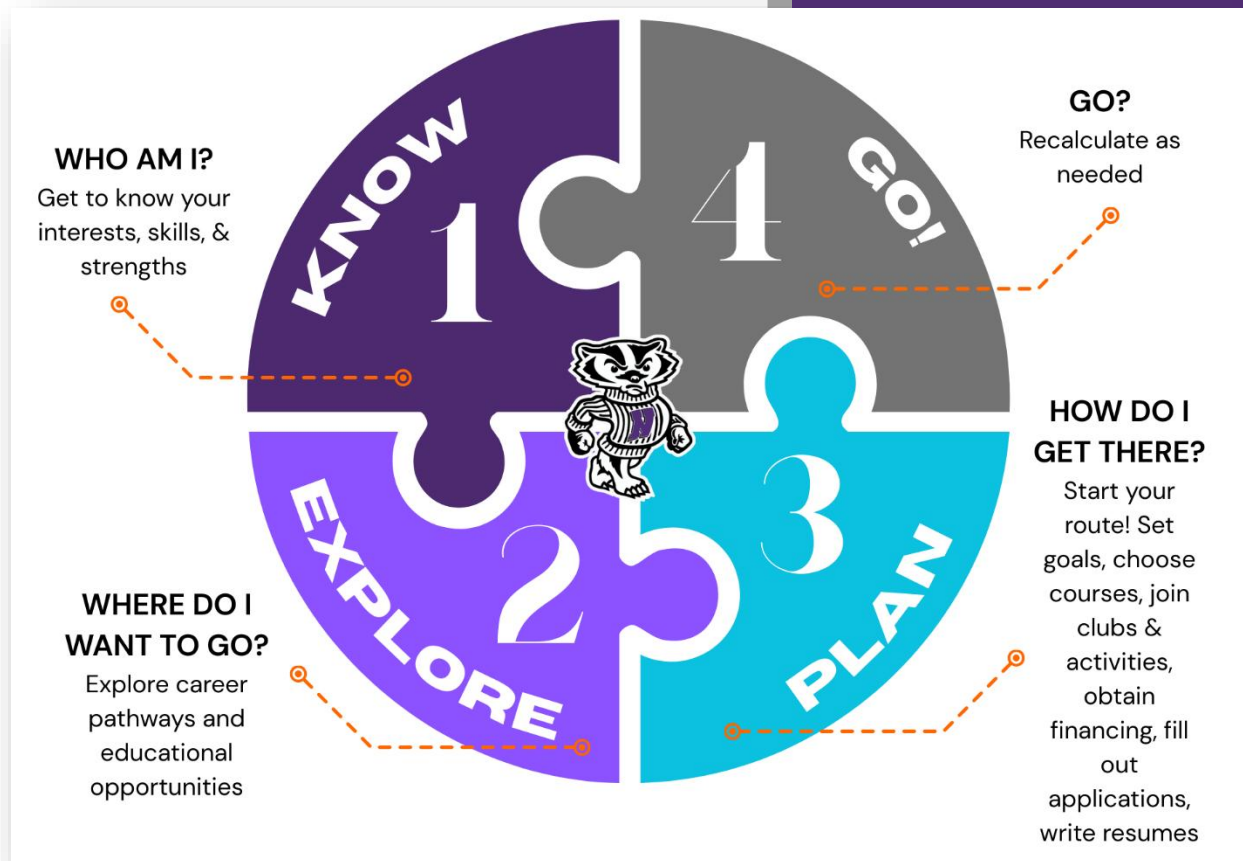 WHO AM I?
Get to know your
interests, skills, &
strengths
KNOW
1
WHERE DO I
WANT TO GO?
Explore career
pathways and
educational
opportunities
EXPLORE
2
HOW DO I
GET THERE?
Start your
route! Set
goals, choose
courses, join
clubs &
activities,
obtain
financing, fill
out
applications,
write resumes
PLAN
3
GO?
Recalculate as
needed
GO!
4
N